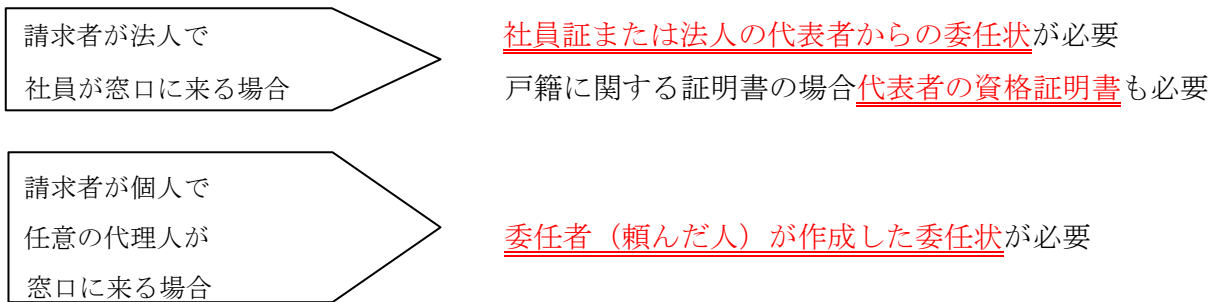 請求者が法人で
社員が窓口に来る場合
社員証または法人の代表者からの委任状が必要
戸籍に関する証明書の場合代表者の資格証明書も必要
請求者が個人で
任意の代理人が
窓口に来る場合
委任者（頼んだ人）が作成した委任状が必要